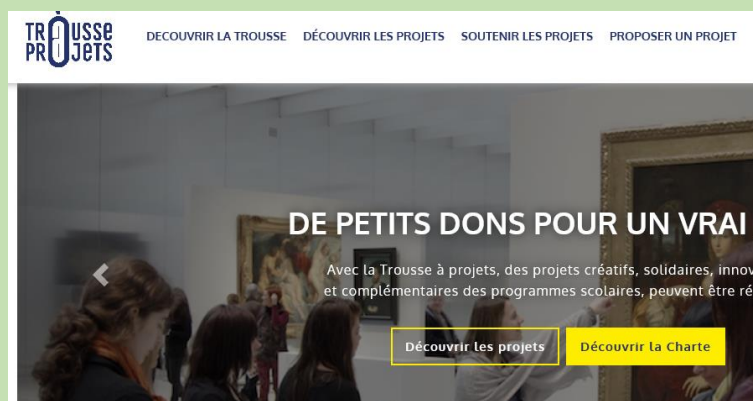 TROUSSE
PROJETS
DECOUVRIR LA TROUSSE DÉCOUVRIR LES PROJETS SOUTENIR LES PROJETS PROPOSER UN PROJET
DE PETITS DONS POUR UN VRAI
Avec la Trousse à projets, des projets créatifs, solidaires,
et complémentaires des programmes scolaires, peuvent être
Découvrir les projets Découvrir la Charte